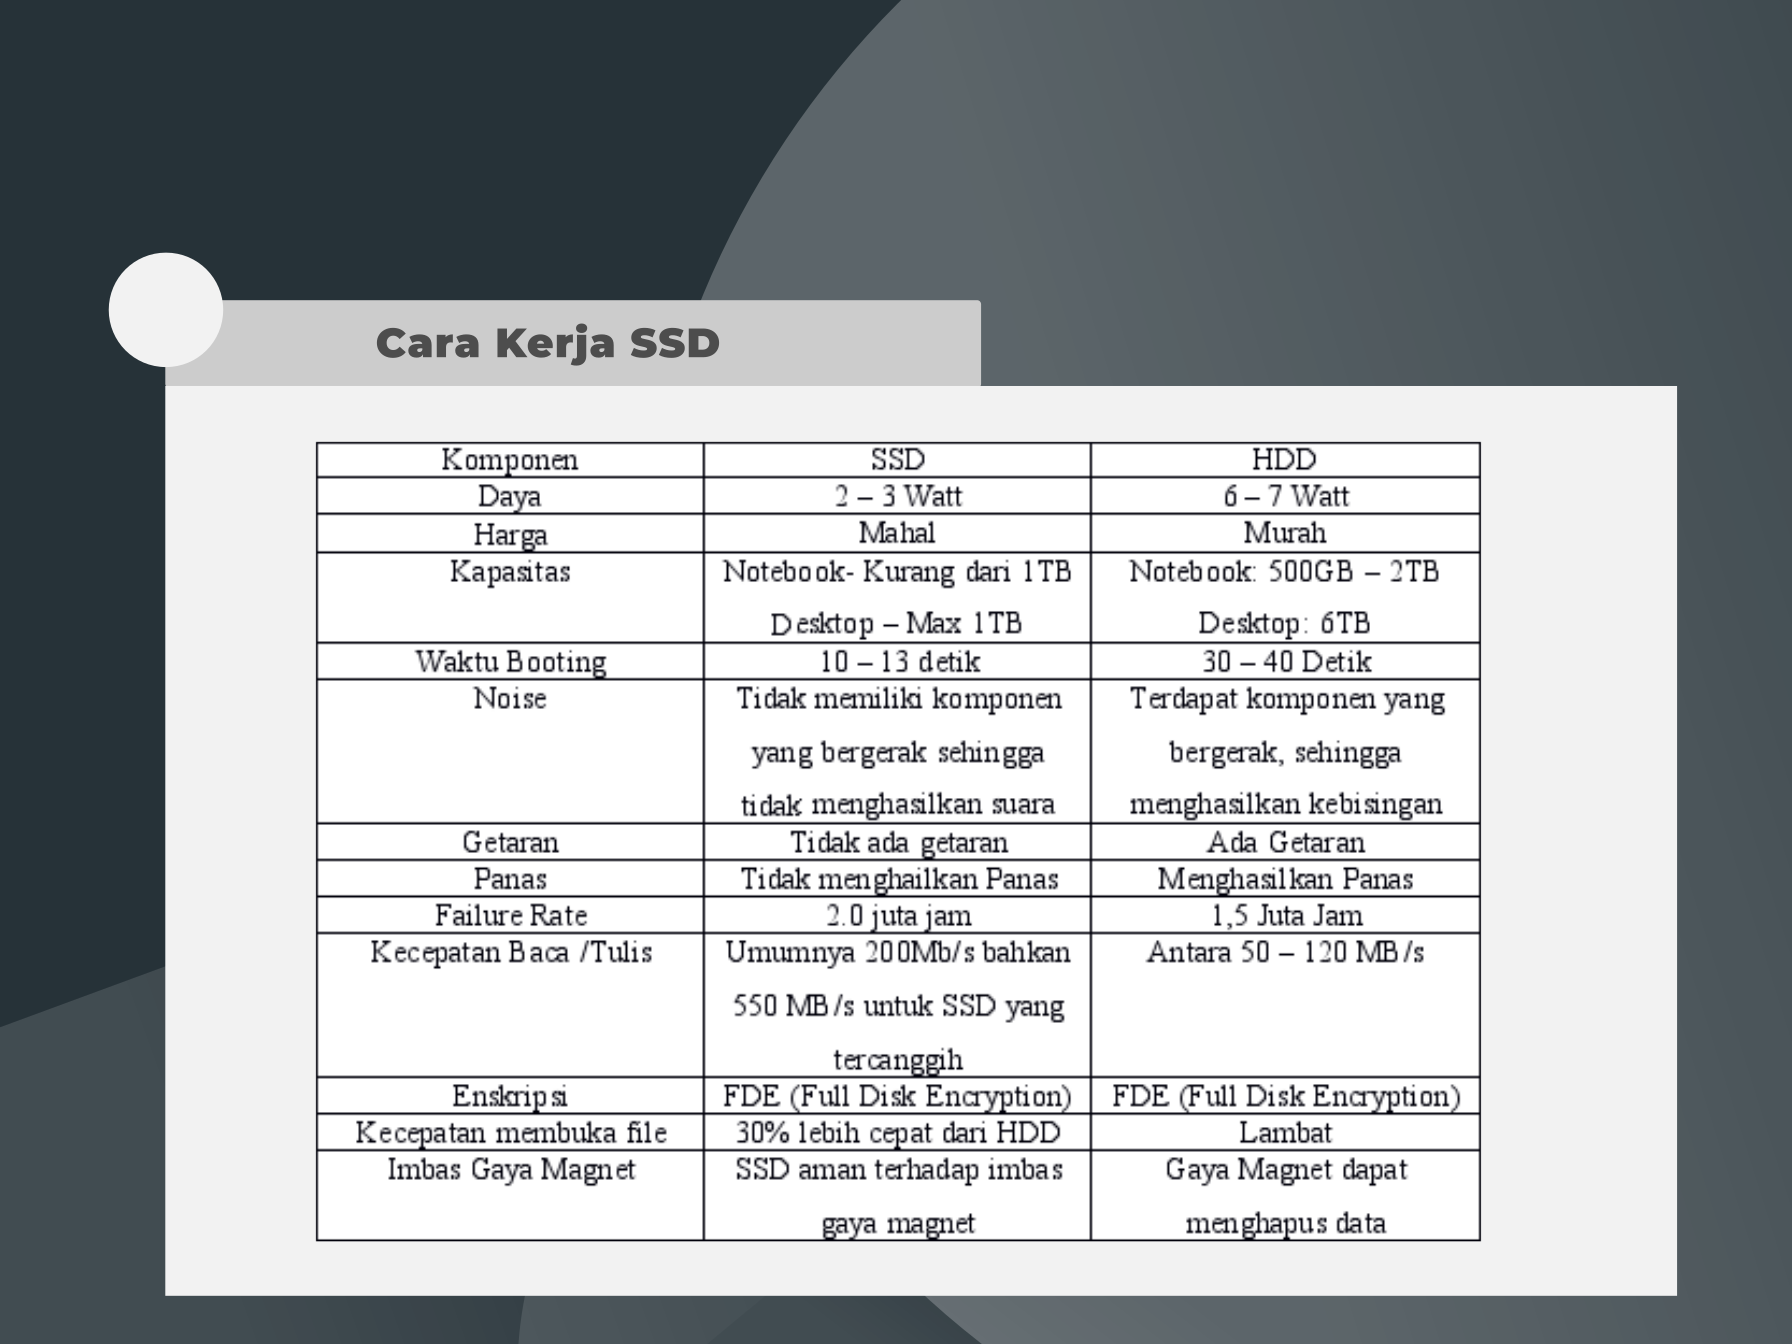 Cara Kerja SSD
Komponen SSD HDD
Daya 2 – 3 Watt 6 – 7 Watt
Harga Mahal Murah
Kapasitas Notebook- Kurang dari 1TB Notebook: 500GB – 2TB
Desktop – Max 1TB Desktop: 6TB
Waktu Booting 10 – 13 detik 30 – 40 Detik
Noise Tidak memiliki komponen Terdapat komponen yang
yang bergerak sehingga bergerak, sehingga
tidak menghasilkan suara menghasilkan kebisingan
Getaran Tidak ada getaran Ada Getaran
Panas Tidak menghailkan Panas Menghasilkan Panas
Failure Rate 2.0 juta jam 1,5 Juta Jam
Kecepatan Baca /Tulis Umumnya 200Mb/s bahkan Antara 50 – 120 MB/s
550 MB/s untuk SSD yang
tercanggih
Enskripsi FDE (Full Disk Encryption) FDE (Full Disk Encryption)
Kecepatan membuka file 30% lebih cepat dari HDD Lambat
Imbas Gaya Magnet SSD aman terhadap imbas Gaya Magnet dapat
gaya magnet menghapus data